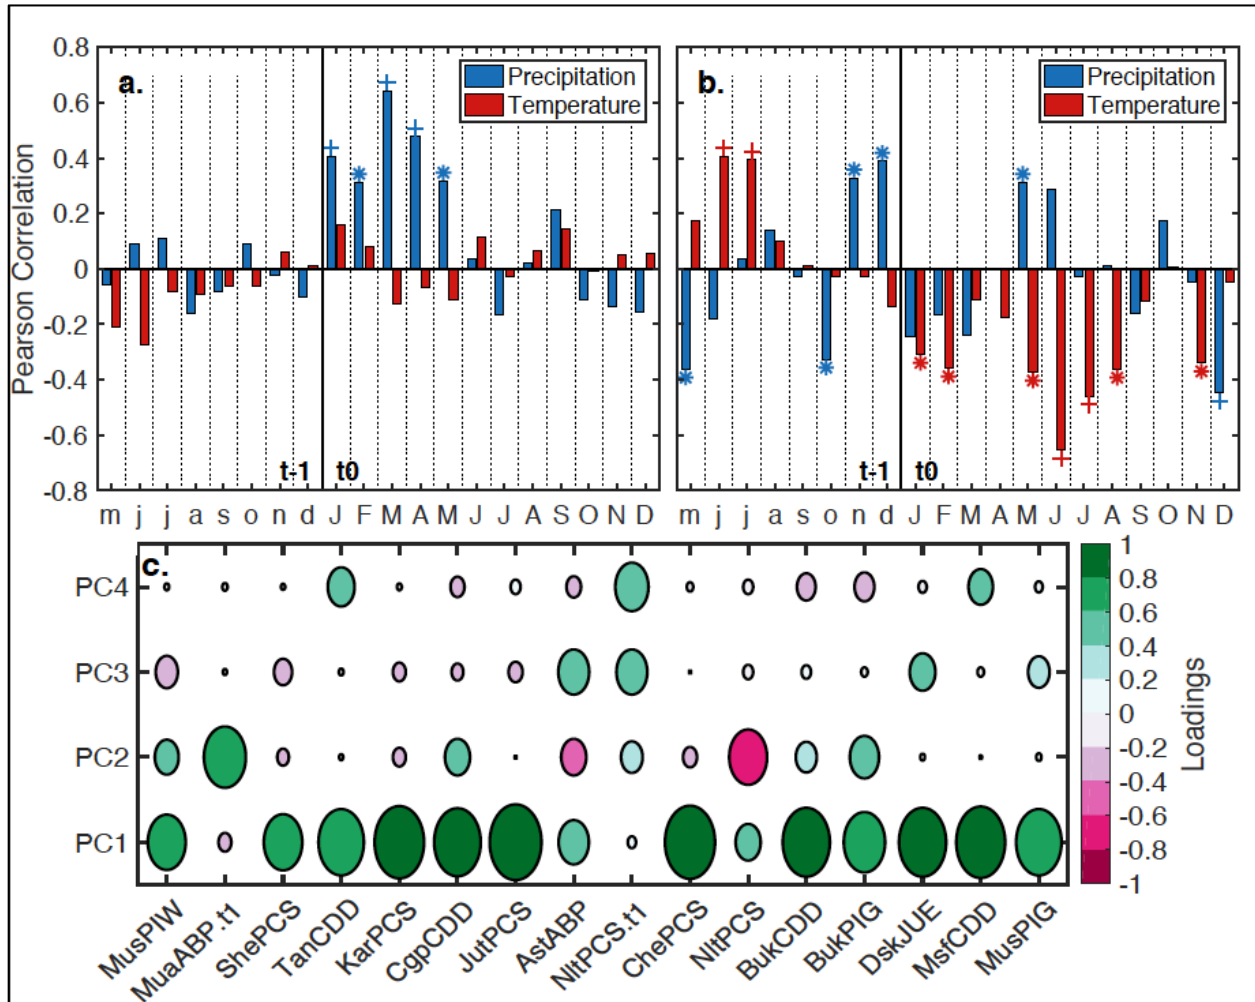 a.
Precipitation
Temperature
b.
Precipitation
Temperature
Pearson Correlation
0.8
0.6
0.4
0.2
0
-0.2
-0.4
-0.6
-0.8
t-1 t0
t-1 t0
m j j a s o n d J F M A M J J A S O N D
m j j a s o n d J F M A M J J A S O N D
c.
PC4
PC3
PC2
PC1
1
0.8
0.6
0.4
0.2
0
-0.2
-0.4
-0.6
-0.8
-1
Loadings
MusPIW
MuaABP.t1
ShePCS
TanCDD
KarPCS
CgpCDD
JutPCS
AstABP
NltPCS.t1
ChePCS
NltPCS
BukCDD
BukPIG
DskJUE
MsfCDD
MusPIG